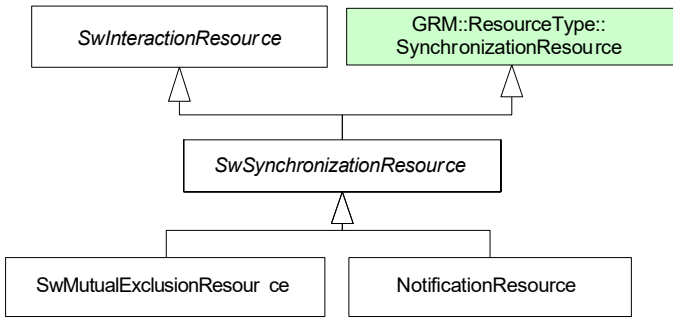 SwInteractionResource
GRM::ResourceType::
SynchronizationResource
SwSynchronizationResource
SwMutualExclusionResour ce
NotificationResource